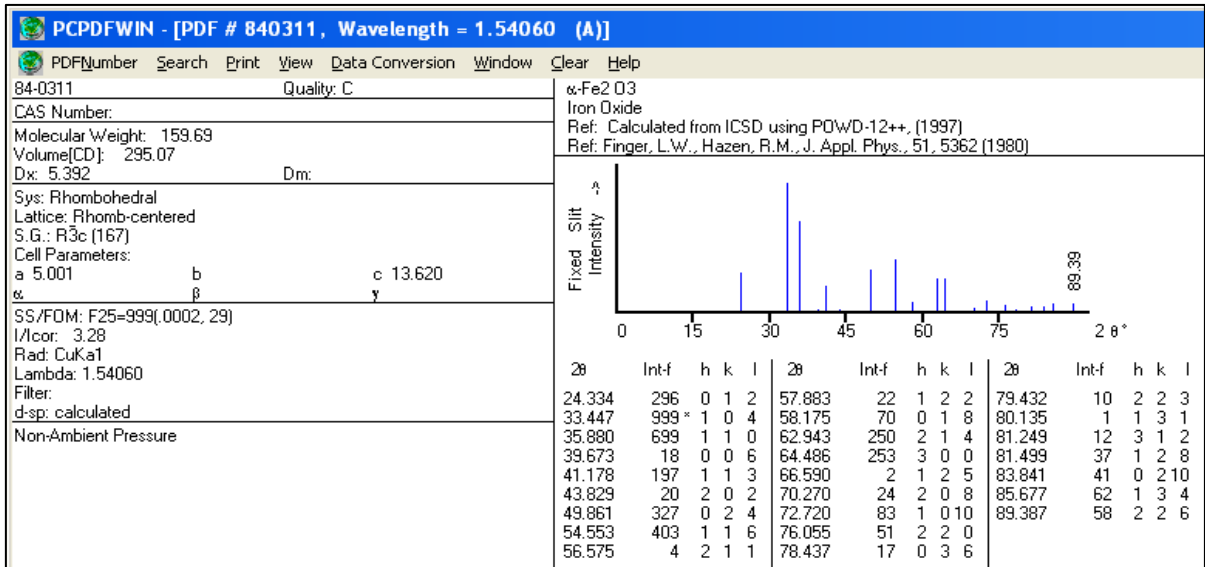 PCPDFWIN - [PDF # 840311, Wavelength = 1.54060 (A)]
PDFNumber Search Print View Data Conversion Window Clear Help
84-0311 Quality: C
CAS Number:
Molecular Weight: 159.69
Volume[CD]: 295.07
Dx: 5.392 Dm:
Sys: Rhombohedral
Lattice: Rhomb-centered
S.G.: R3̅c (167)
Cell Parameters:
a 5.001 b c 13.620
α β γ
SS/FOM: F25=999(.0002, 29)
I/Icor: 3.28
Rad: CuKa1
Lambda: 1.54060
Filter:
d-sp: calculated
Non-Ambient Pressure
α-Fe2 O3
Iron Oxide
Ref: Calculated from ICSD using POWD-12++, (1997)
Ref: Finger, L.W., Hazen, R.M., J. Appl. Phys., 51, 5362 (1980)
Fixed Slit
Intensity ->
89.39
0 15 30 45 60 75 2 θ°
2θ Int-f h k l 2θ Int-f h k l 2θ Int-f h k l
24.334 296 0 1 2 57.883 22 1 2 2 79.432 10 2 2 3
33.447 999 * 1 0 4 58.175 70 0 1 8 80.135 1 1 3 1
35.880 699 1 1 0 62.943 250 2 1 4 81.249 12 3 1 2
39.673 18 0 0 6 64.486 253 3 0 0 81.499 37 1 2 8
41.178 197 1 1 3 66.590 2 1 2 5 83.841 41 0 2 10
43.829 20 2 0 2 70.270 24 2 0 8 85.677 62 1 3 4
49.861 327 0 2 4 72.720 83 1 0 10 89.387 58 2 2 6
54.553 403 1 1 6 76.055 51 2 2 0
56.575 4 2 1 1 78.437 17 0 3 6